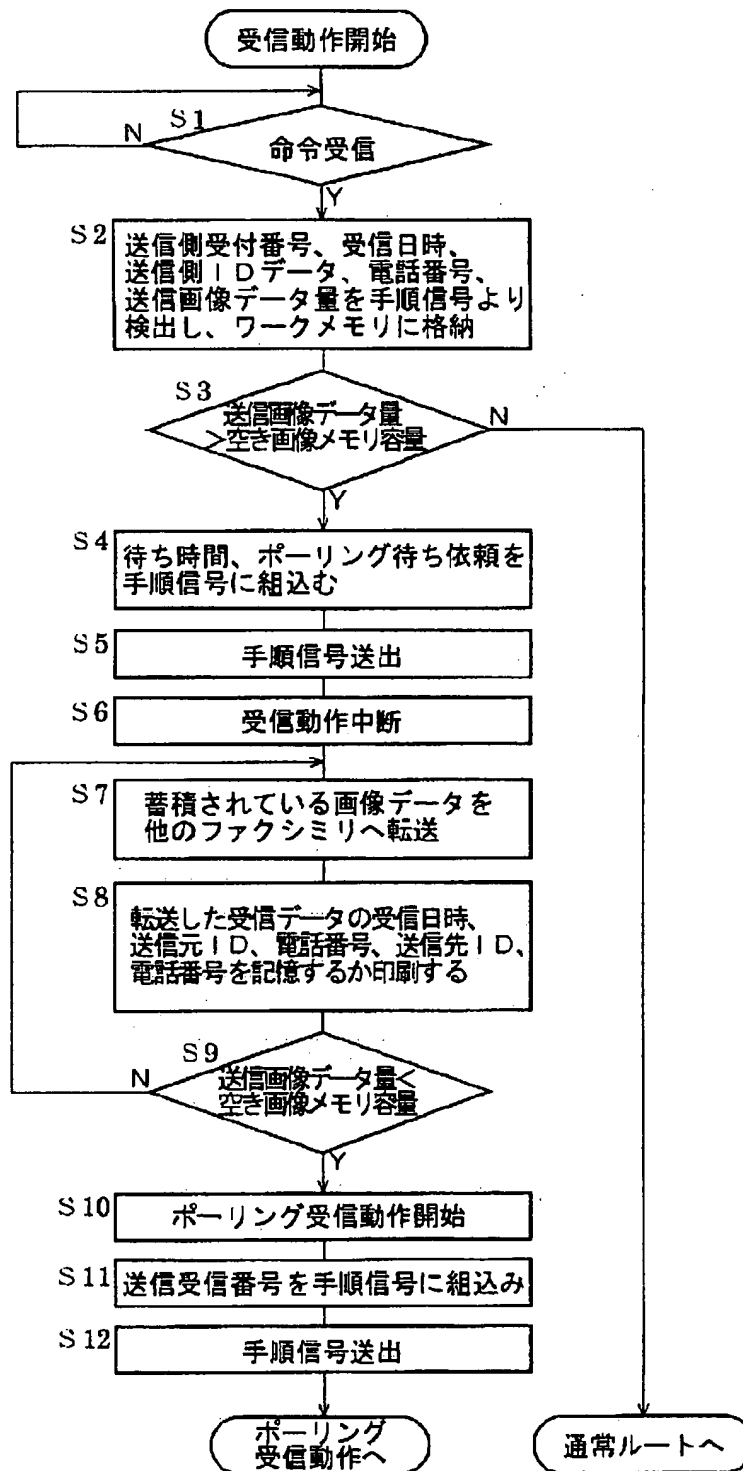 受信動作開始
S1
N
命令受信
Y
S2
送信側受付番号、受信日時、
送信側IDデータ、電話番号、
送信画像データ量を手順信号より
検出し、ワークメモリに格納
S3
送信画像データ量
>空き画像メモリ容量
N
Y
S4
待ち時間、ポーリング待ち依頼を
手順信号に組込む
S5
手順信号送出
S6
受信動作中断
S7
蓄積されている画像データを
他のファクシミリへ転送
S8
転送した受信データの受信日時、
送信元ID、電話番号、送信先ID、
電話番号を記憶するか印刷する
S9
N
送信画像データ量<
空き画像メモリ容量
Y
S10
ポーリング受信動作開始
S11
送信受信番号を手順信号に組込み
S12
手順信号送出
ポーリング
受信動作へ
通常ルートへ